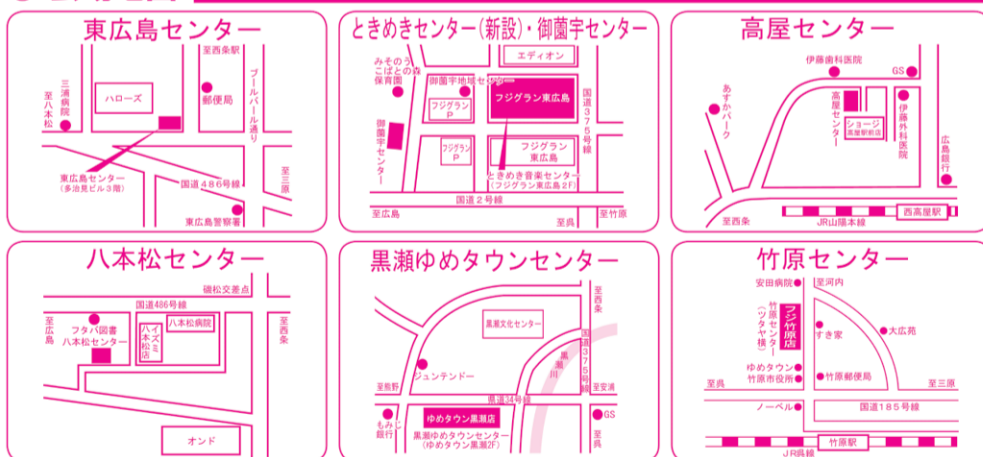 東広島センター
至西条駅
ハローズ
郵便局
三浦病院
至八本松
ブールバール通り
東広島センター
(多治見ビル3階)
国道486号線
至三原
東広島警察署
ときめきセンター(新設)・御薗宇センター
エディオン
みそのう
こばとの森
保育園
御薗宇地域センター
フジグラン
P
フジグラン東広島
国道375号線
御薗宇センター
フジグラン
P
フジグラン
東広島
ときめき音楽センター
(フジグラン東広島2F)
国道2号線
至広島
至呉
至竹原
高屋センター
伊藤歯科医院
GS
あすかパーク
高屋センター
ショージ
高屋駅前店
伊藤外科医院
広島銀行
至西条
西高屋駅
JR山陽本線
八本松センター
磯松交差点
国道486号線
至広島
フタバ図書
八本松センター
イズミ
八本松店
八本松病院
至西条
オンド
黒瀬ゆめタウンセンター
至西条
黒瀬文化センター
国道375号線
黒瀬川
ジュンテンドー
至熊野
至安浦
県道34号線
もみじ
銀行
ゆめタウン黒瀬店
黒瀬ゆめタウンセンター
(ゆめタウン黒瀬2F)
GS
至呉
竹原センター
安田病院
至河内
フジ竹原店
竹原センター
(ツタヤ横)
すき家
大広苑
ゆめタウン
竹原市役所
竹原郵便局
至呉
至三原
ノーベル
国道185号線
竹原駅
JR呉線